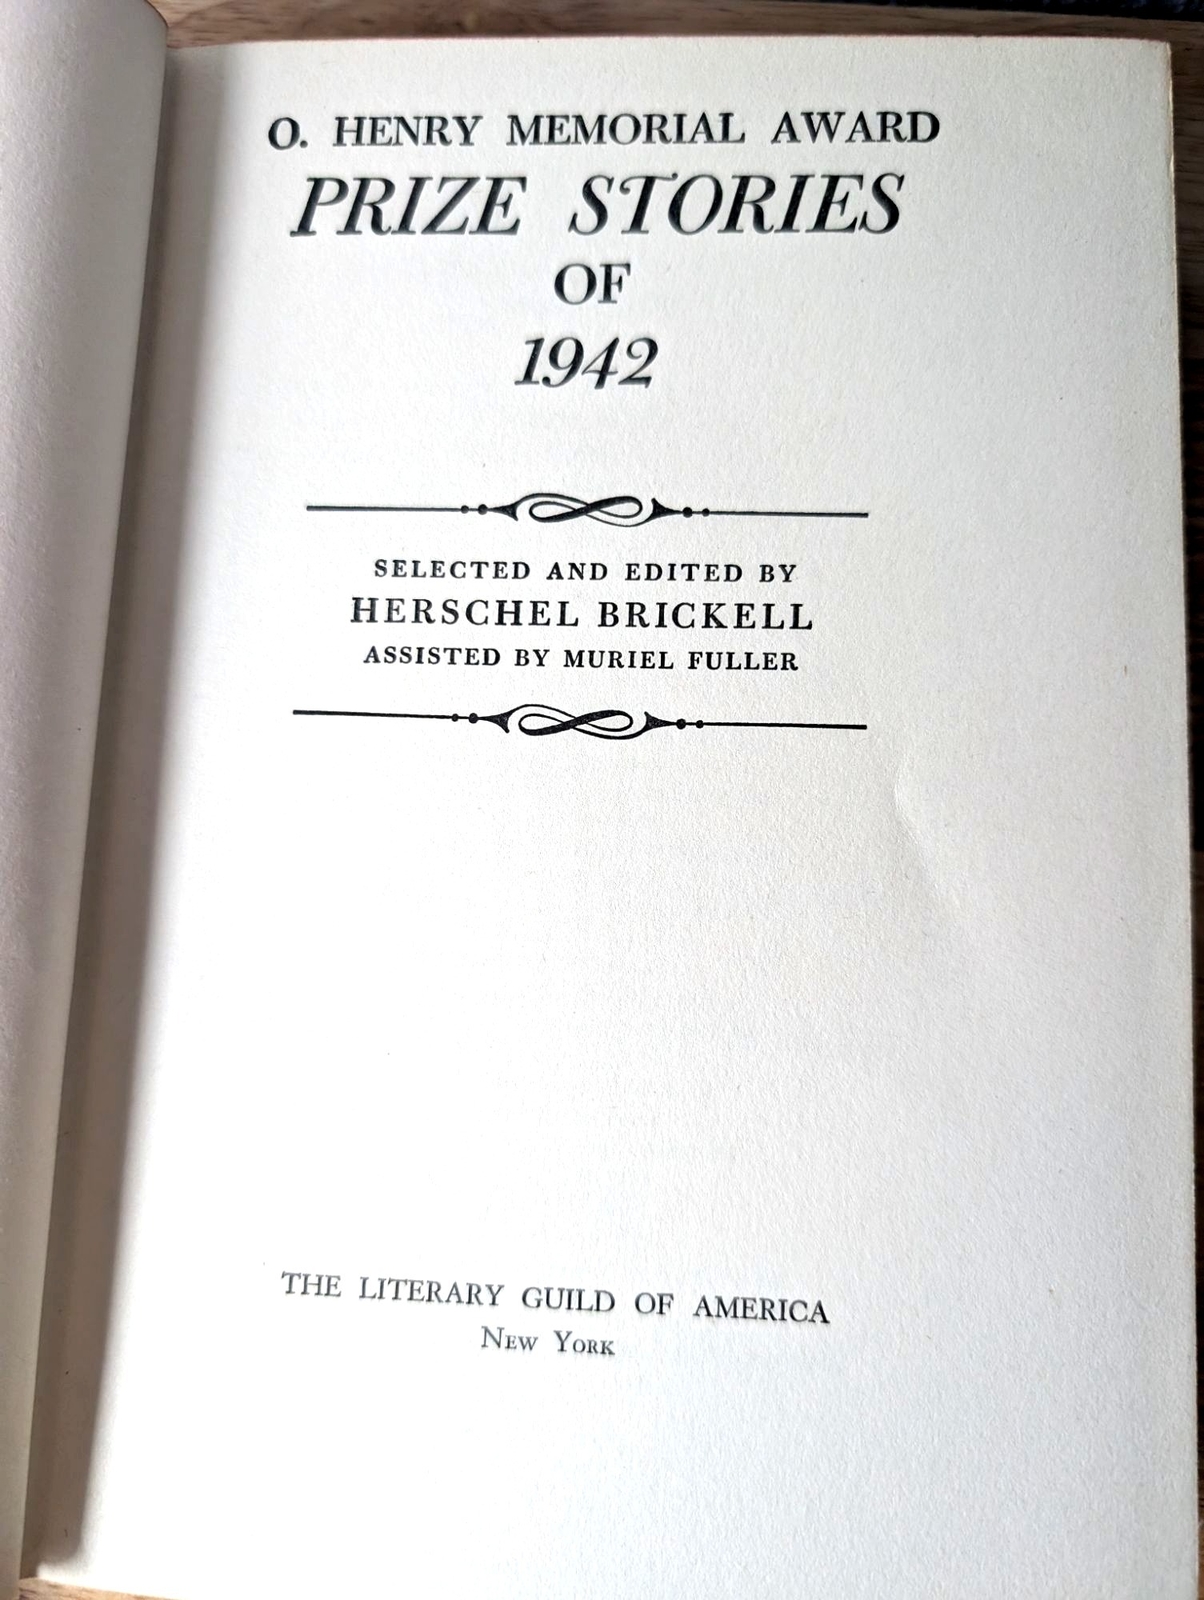 O. HENRY MEMORIAL AWARD
PRIZE STORIES
OF
1942
SELECTED AND EDITED BY
HERSCHEL BRICKELL
ASSISTED BY MURIEL FULLER
THE LITERARY GUILD OF AMERICA
NEW YORK